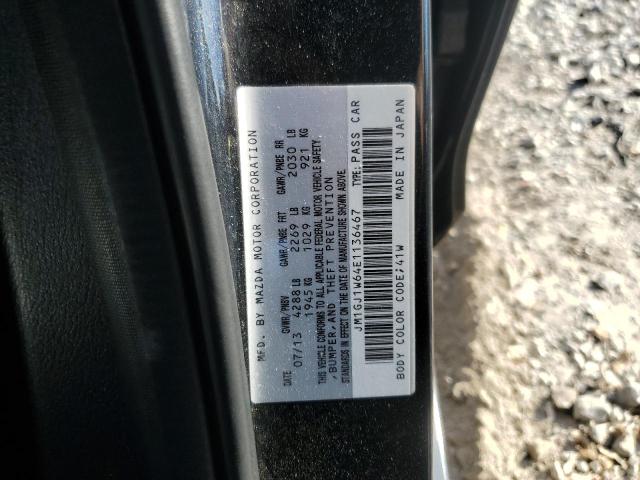 MFD. BY MAZDA MOTOR CORPORATION
DATE GVWR/PNBV GAWR/PNBE FRT GAWR/PNBE RR
07/13 4288 LB 2269 LB 2030 LB
1945 KG 1029 KG 921 KG
THIS VEHICLE CONFORMS TO ALL APPLICABLE FEDERAL MOTOR VEHICLE SAFETY
,BUMPER,AND THEFT PREVENTION
STANDARDS IN EFFECT ON THE DATE OF MANUFACTURE SHOWN ABOVE.
JM1GJ1W64E1136467 TYPE: PASS CAR
BODY COLOR CODE;41W MADE IN JAPAN